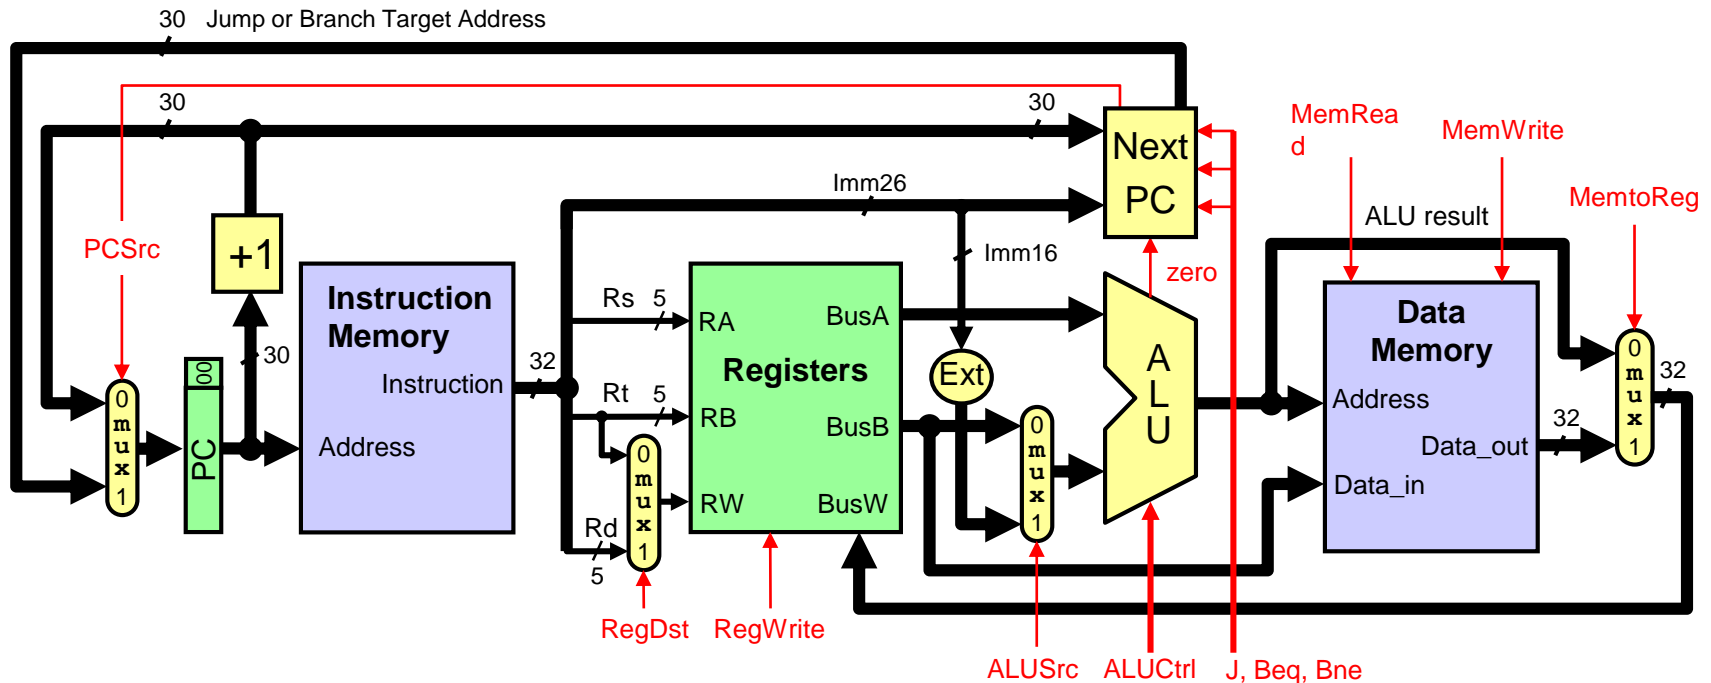 30 Jump or Branch Target Address
30
30
MemRea
d
MemWrite
Next
PC
Imm26
MemtoReg
ALU result
PCSrc
+1
Imm16
zero
Instruction
Memory
Rs 5
RA
BusA
Data
Memory
30
00
PC
Instruction
32
Registers
Ext
A
L
U
0
m
u
x
1
32
0
m
u
x
1
Rt 5
RB
BusB
Address
Address
32
Data_out
0
m
u
x
1
0
m
u
x
1
Data_in
RW
BusW
Rd
5
RegDst
RegWrite
ALUSrc
ALUCtrl
J, Beq, Bne